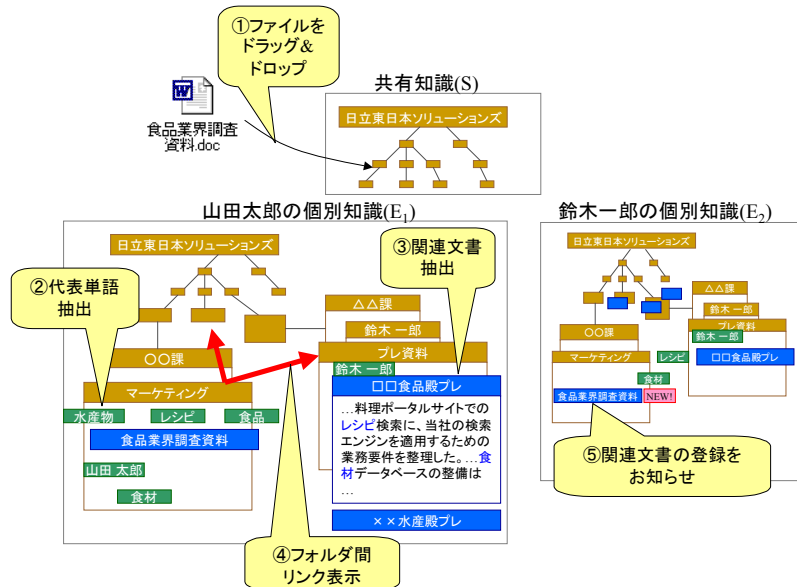 ①ファイルを
ドラッグ&
ドロップ
食品業界調査
資料.doc
共有知識(S)
日立東日本ソリューションズ
山田太郎の個別知識(E1)
日立東日本ソリューションズ
②代表単語
抽出
③関連文書
抽出
△△課
鈴木 一郎
プレ資料
鈴木 一郎
〇〇課
マーケティング
水産物
レシピ
食品
食品業界調査資料
山田 太郎
食材
□□食品殿プレ
…料理ポータルサイトでの
レシピ検索に、当社の検索
エンジンを適用するための
業務要件を整理した。…食
材データベースの整備は
…
××水産殿プレ
④フォルダ間
リンク表示
鈴木一郎の個別知識(E2)
日立東日本ソリューションズ
△△課
鈴木 一郎
プレ資料
鈴木 一郎
〇〇課
マーケティング
レシピ
□□食品殿プレ
食材
食品業界調査資料
NEW!
⑤関連文書の登録を
お知らせ